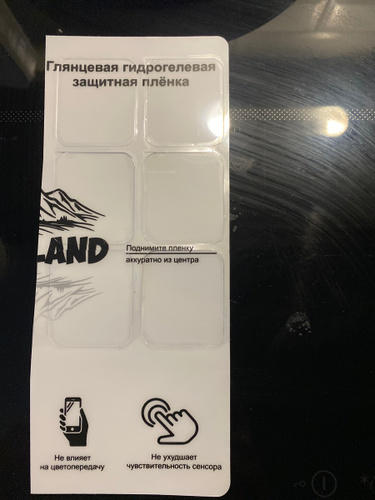 Глянцевая гидрогелевая
защитная плёнка
LAND
Поднимите пленку
аккуратно из центра
Не влияет
на цветопередачу
Не ухудшает
чувствительность сенсора